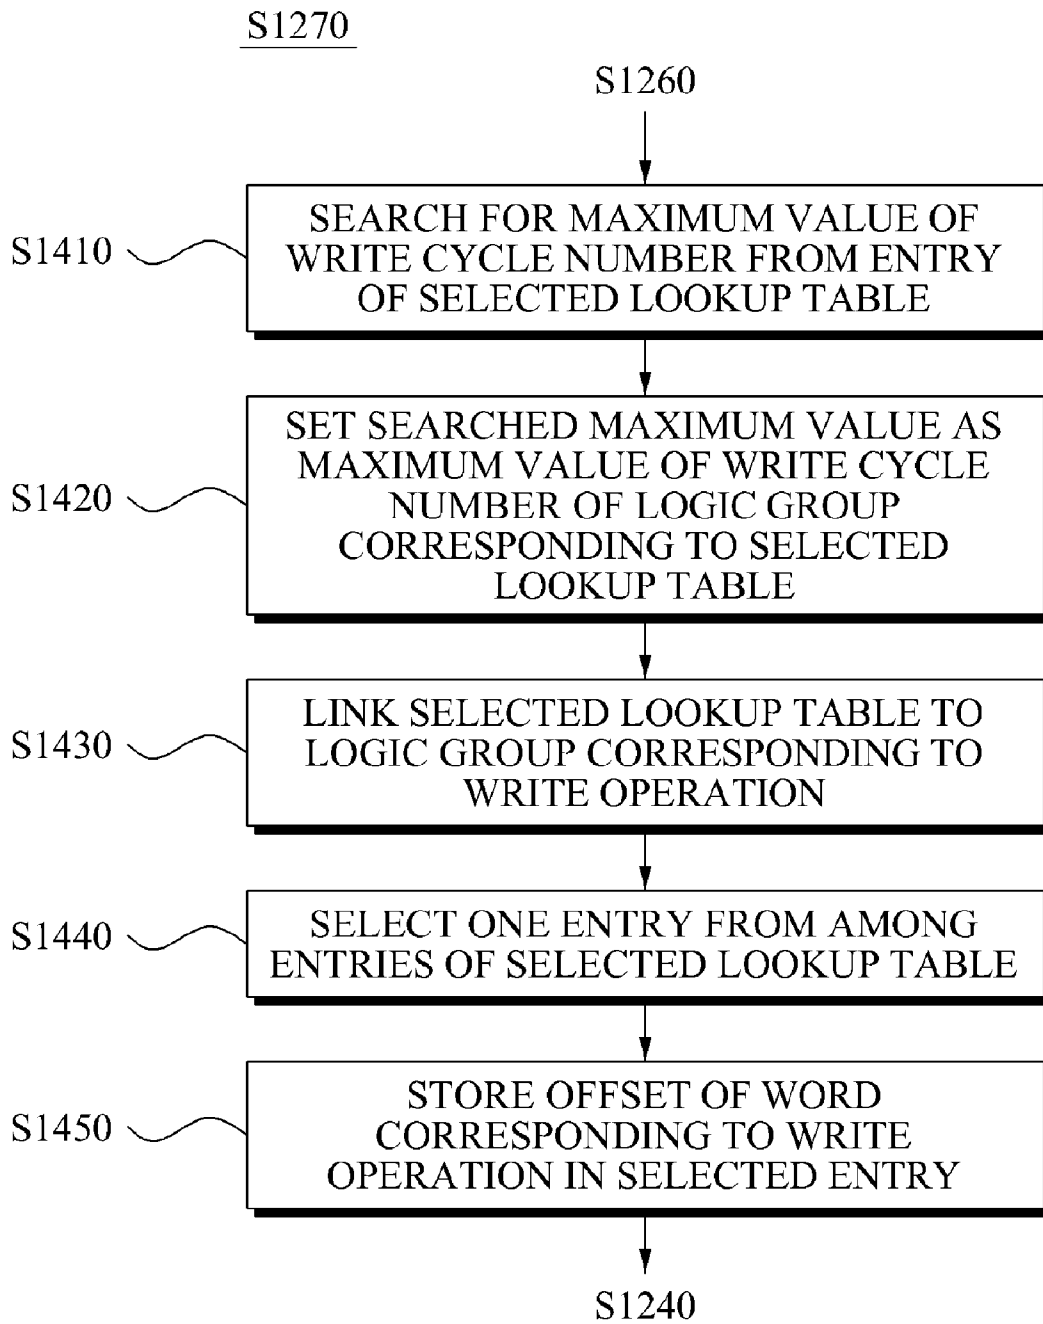 S1270
S1260
S1410
SEARCH FOR MAXIMUM VALUE OF
WRITE CYCLE NUMBER FROM ENTRY
OF SELECTED LOOKUP TABLE
S1420
SET SEARCHED MAXIMUM VALUE AS
MAXIMUM VALUE OF WRITE CYCLE
NUMBER OF LOGIC GROUP
CORRESPONDING TO SELECTED
LOOKUP TABLE
S1430
LINK SELECTED LOOKUP TABLE TO
LOGIC GROUP CORRESPONDING TO
WRITE OPERATION
S1440
SELECT ONE ENTRY FROM AMONG
ENTRIES OF SELECTED LOOKUP TABLE
S1450
STORE OFFSET OF WORD
CORRESPONDING TO WRITE
OPERATION IN SELECTED ENTRY
S1240